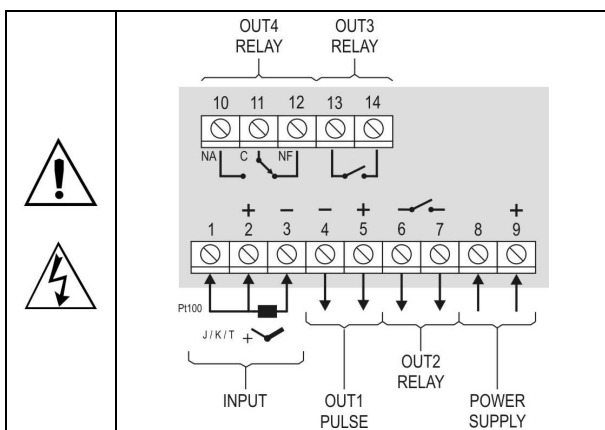 OUT4 OUT3
RELAY RELAY
10 11 12 13 14
NA C NF
+ − − + +
1 2 3 4 5 6 7 8 9
Pt100
J / K / T +
INPUT
OUT1
PULSE
OUT2
RELAY
POWER
SUPPLY